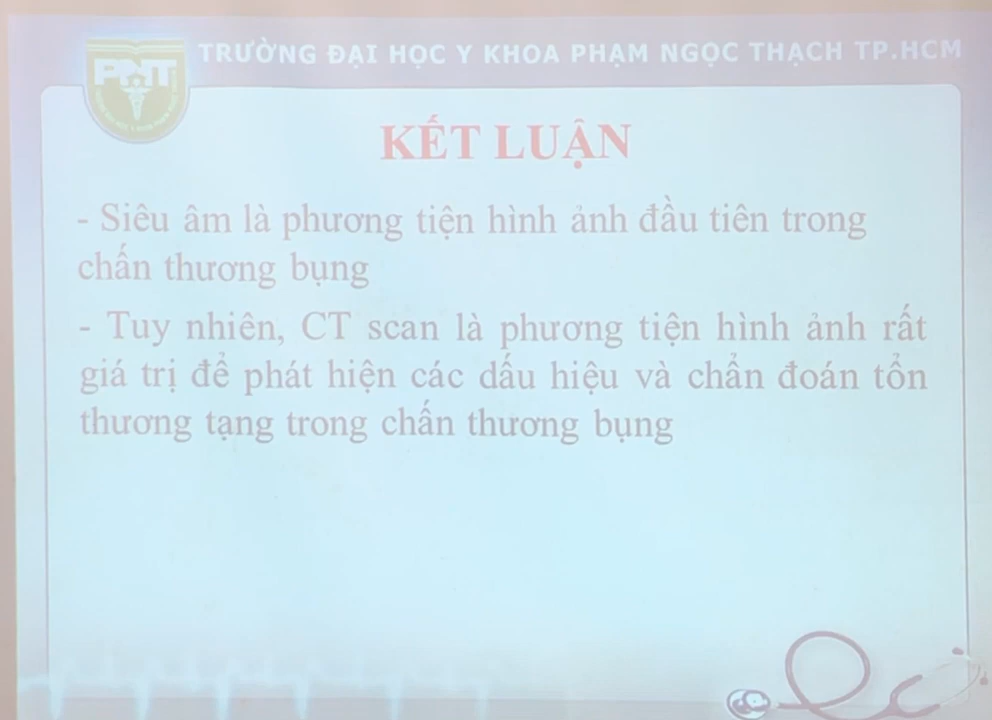 PNT
TRƯỜNG ĐẠI HỌC Y KHOA PHẠM NGỌC THẠCH TP.HCM
KẾT LUẬN
- Siêu âm là phương tiện hình ảnh đầu tiên trong
chấn thương bụng
- Tuy nhiên, CT scan là phương tiện hình ảnh rất
giá trị để phát hiện các dấu hiệu và chẩn đoán tổn
thương tạng trong chấn thương bụng